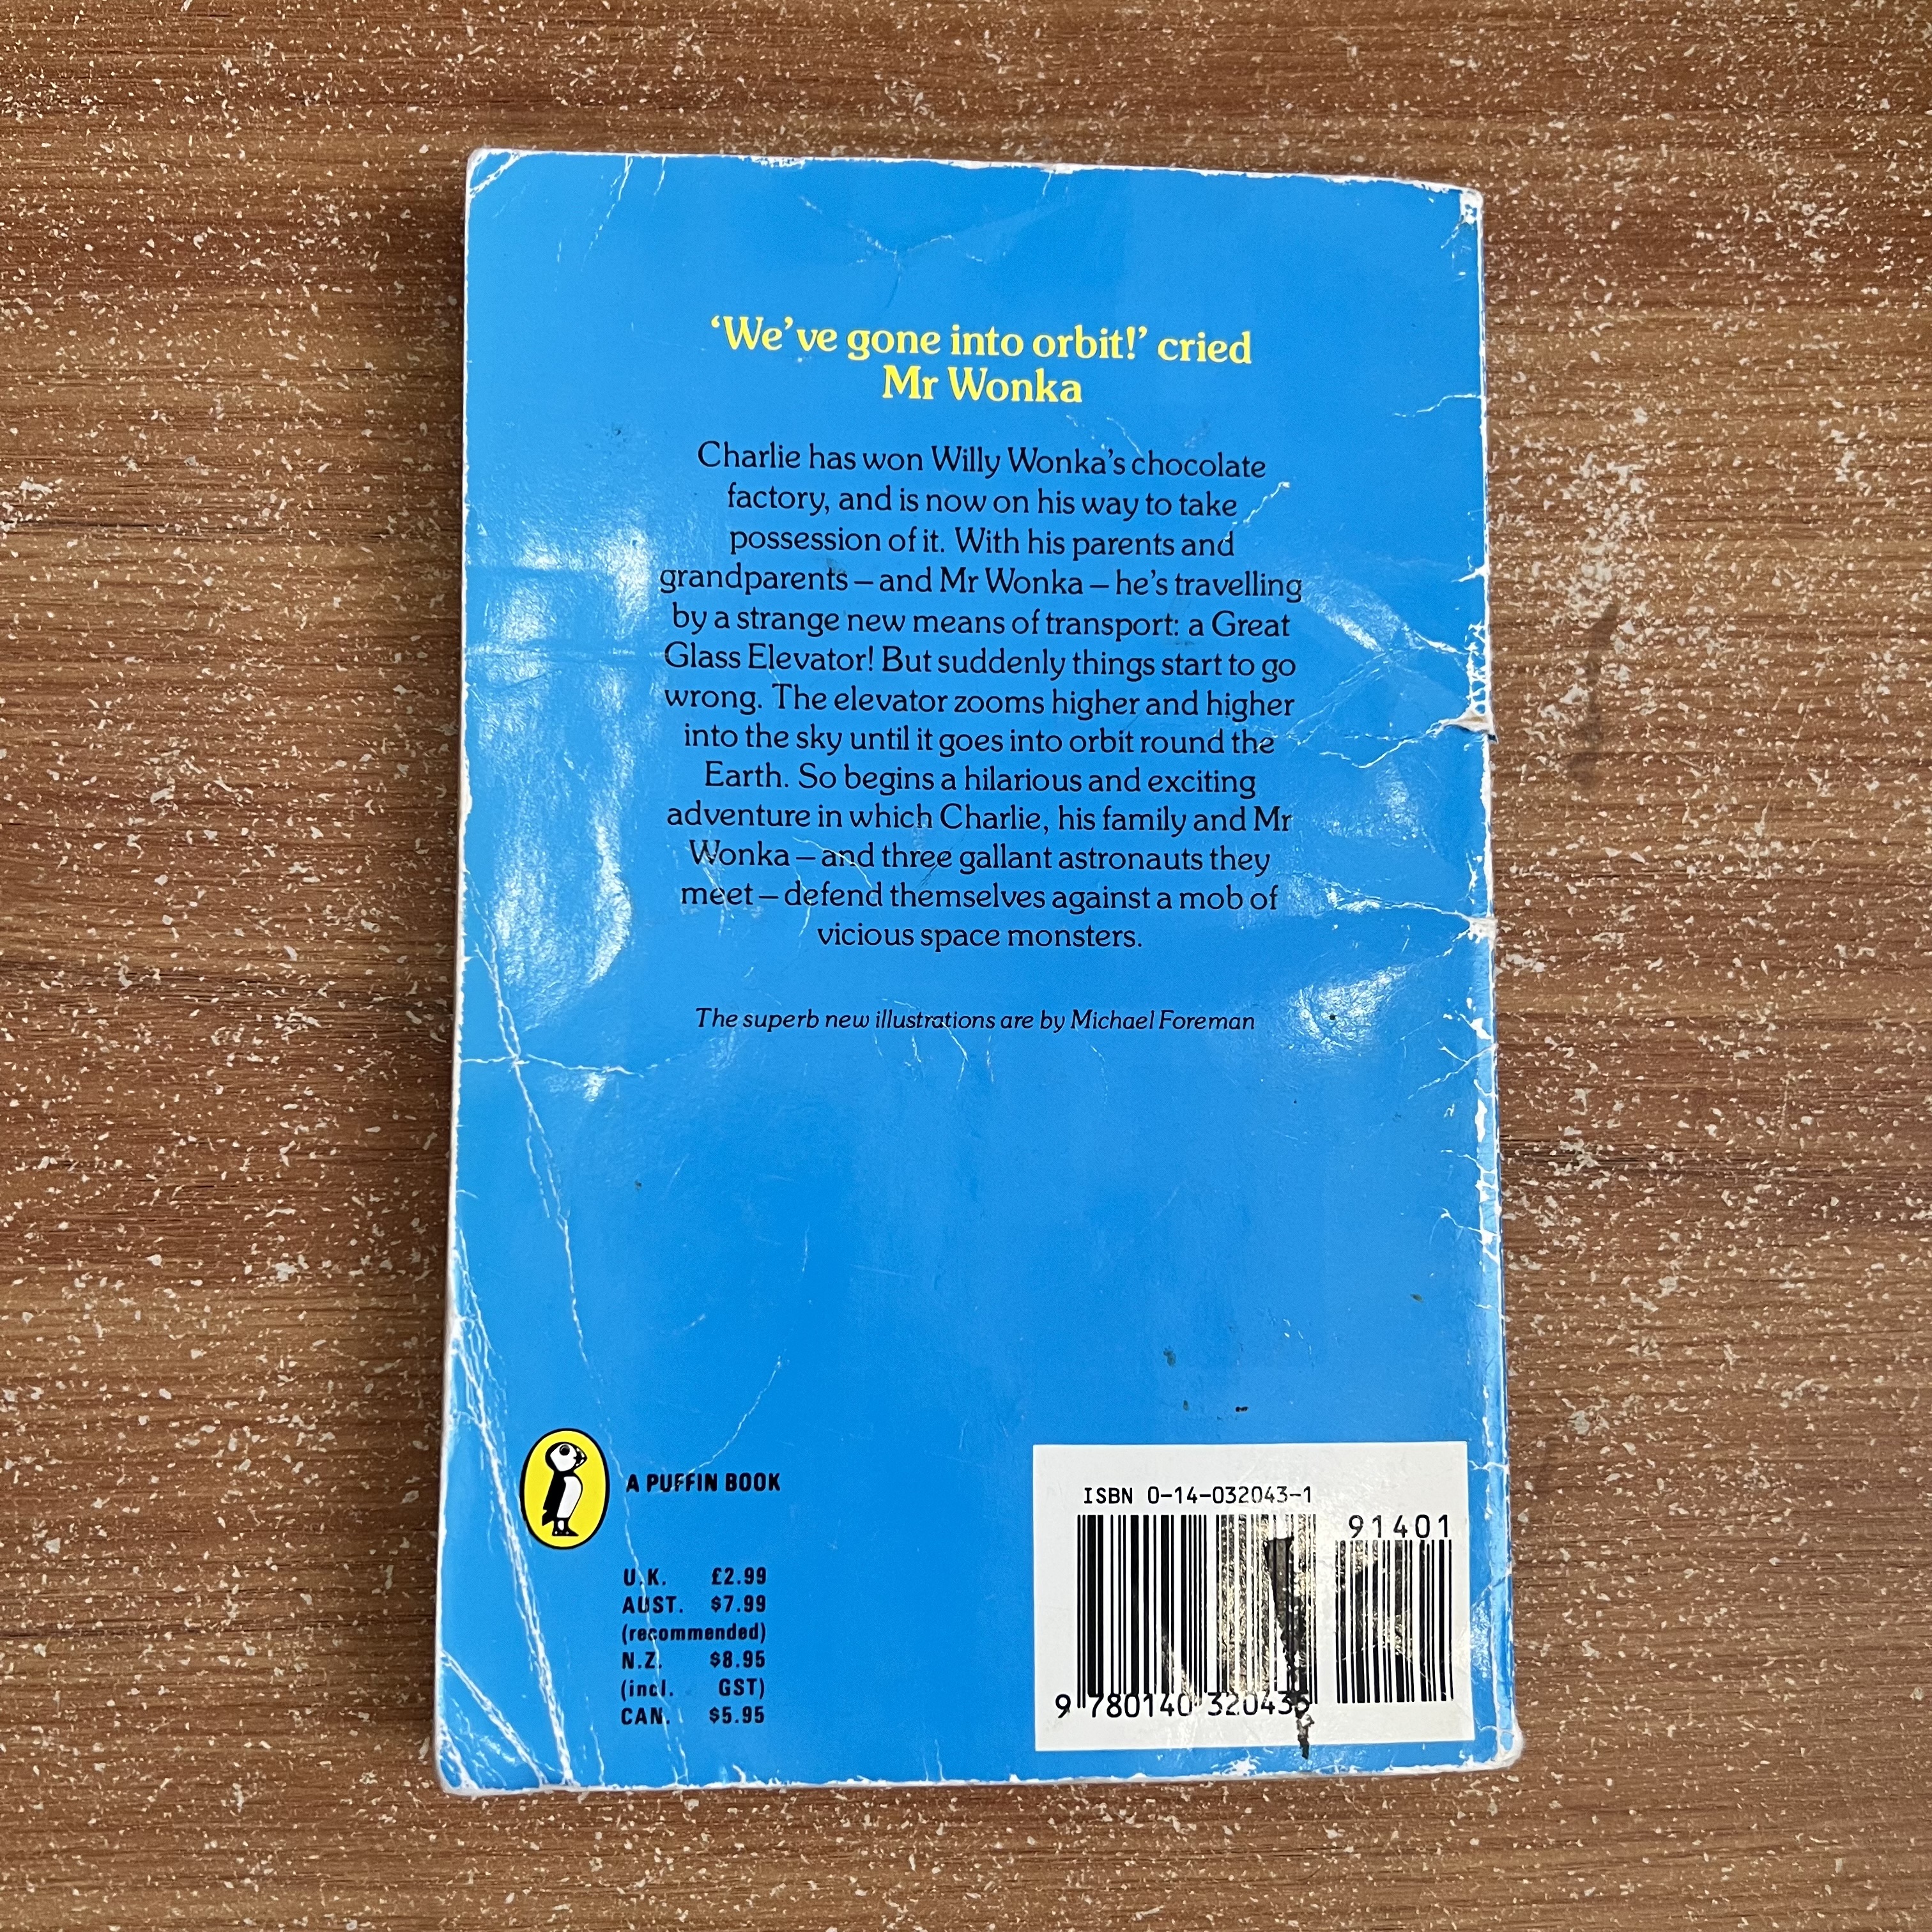 ‘We’ve gone into orbit!’ cried
Mr Wonka
Charlie has won Willy Wonka’s chocolate
factory, and is now on his way to take
possession of it. With his parents and
grandparents – and Mr Wonka – he’s travelling
by a strange new means of transport: a Great
Glass Elevator! But suddenly things start to go
wrong. The elevator zooms higher and higher
into the sky until it goes into orbit round the
Earth. So begins a hilarious and exciting
adventure in which Charlie, his family and Mr
Wonka – and three gallant astronauts they
meet – defend themselves against a mob of
vicious space monsters.
The superb new illustrations are by Michael Foreman
A PUFFIN BOOK
U.K. £2.99
AUST. $7.99
(recommended)
N.Z. $8.95
(incl. GST)
CAN. $5.95
ISBN 0-14-032043-1
91401
9 780140 320435